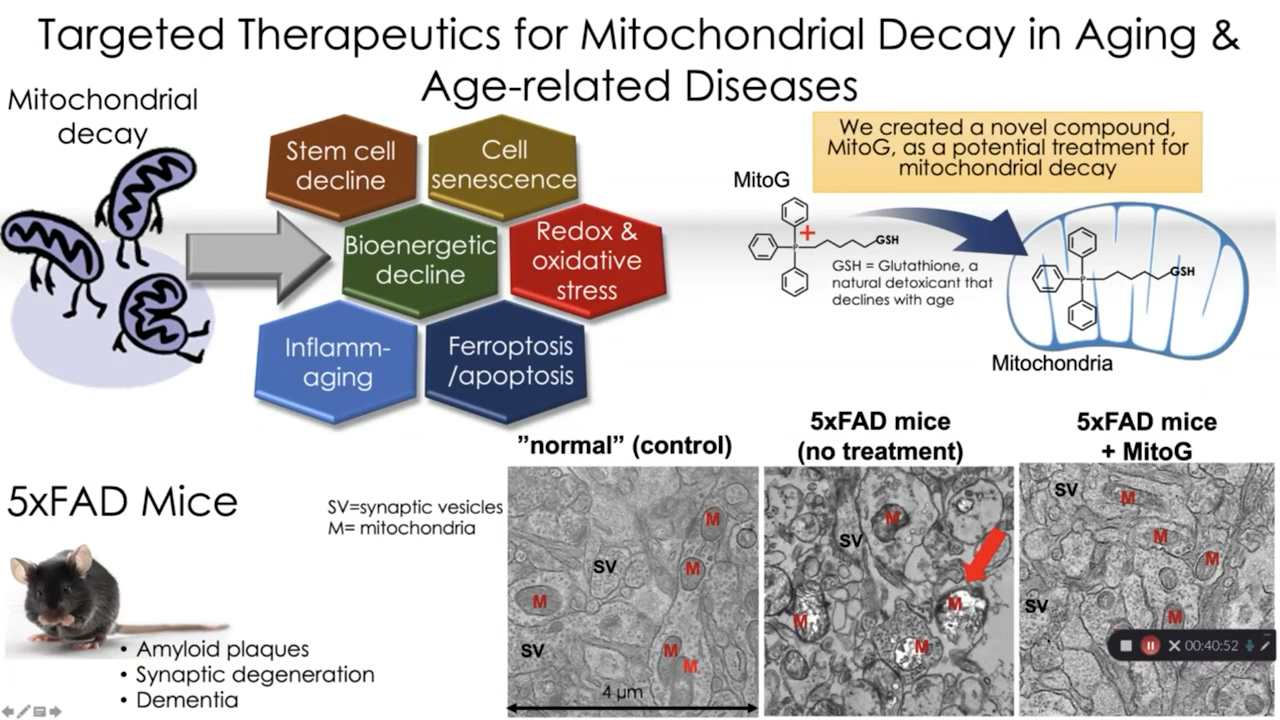 Targeted Therapeutics for Mitochondrial Decay in Aging &
Age-related Diseases
Mitochondrial
decay
Stem cell
decline
Cell
senescence
Bioenergetic
decline
Redox &
oxidative
stress
Inflamm-
aging
Ferroptosis
/apoptosis
We created a novel compound,
MitoG, as a potential treatment for
mitochondrial decay
MitoG
+
P
GSH
GSH = Glutathione, a
natural detoxicant that
declines with age
P
GSH
Mitochondria
5xFAD Mice
Amyloid plaques
Synaptic degeneration
Dementia
SV=synaptic vesicles
M= mitochondria
”normal” (control)
M
SV
M
M
SV
M
M
4 µm
5xFAD mice
(no treatment)
M
SV
M
M
M
5xFAD mice
+ MitoG
SV
M
M
M
SV
M
00:40:52